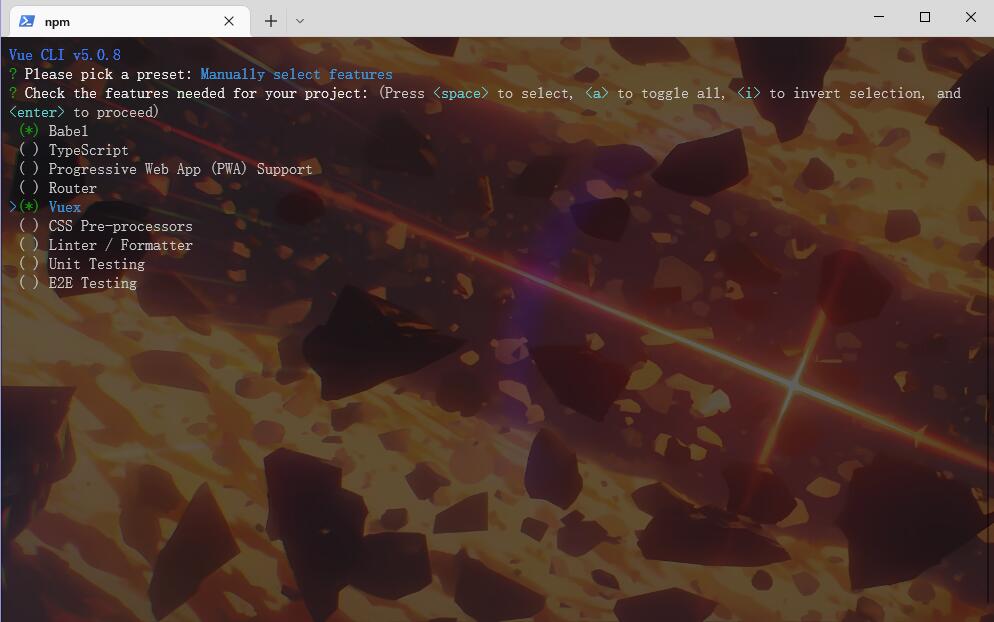 npm
Vue CLI v5.0.8
? Please pick a preset: Manually select features
? Check the features needed for your project: (Press <space> to select, <a> to toggle all, <i> to invert selection, and
<enter> to proceed)
(*) Babel
( ) TypeScript
( ) Progressive Web App (PWA) Support
( ) Router
>(*) Vuex
( ) CSS Pre-processors
( ) Linter / Formatter
( ) Unit Testing
( ) E2E Testing